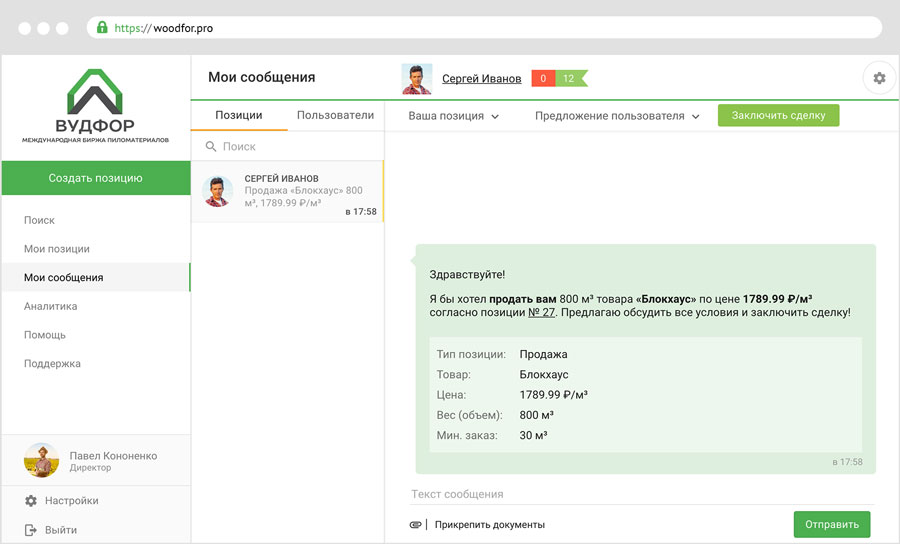 https://woodfor.pro
ВУДФОР
МЕЖДУНАРОДНАЯ БИРЖА ПИЛОМАТЕРИАЛОВ
Создать позицию
Поиск
Мои позиции
Мои сообщения
Аналитика
Помощь
Поддержка
Павел Кононенко
Директор
Настройки
Выйти
Мои сообщения
Позиции Пользователи
Поиск
СЕРГЕЙ ИВАНОВ
Продажа «Блокхаус» 800
м³, 1789.99 ₽/м³
в 17:58
Сергей Иванов 0 12
Ваша позиция Предложение пользователя Заключить сделку
Здравствуйте!
Я бы хотел продать вам 800 м³ товара «Блокхаус» по цене 1789.99 ₽/м³
согласно позиции № 27. Предлагаю обсудить все условия и заключить сделку!
Тип позиции: Продажа
Товар: Блокхаус
Цена: 1789.99 ₽/м³
Вес (объем): 800 м³
Мин. заказ: 30 м³
в 17:58
Текст сообщения
Прикрепить документы
Отправить